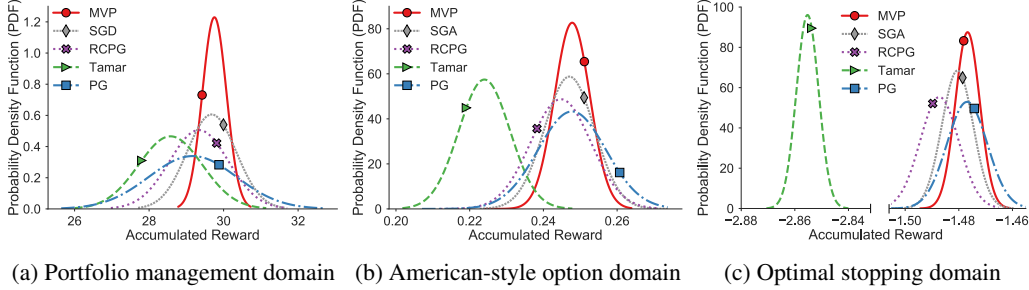 Probability Density Function (PDF)
1.2
1.0
0.8
0.6
0.4
0.2
0.0
26
28
30
32
Accumulated Reward
MVP
SGD
RCPG
Tamar
PG
(a) Portfolio management domain
Probability Density Function (PDF)
80
60
40
20
0
0.20
0.22
0.24
0.26
Accumulated Reward
MVP
SGA
RCPG
Tamar
PG
(b) American-style option domain
Probability Density Function (PDF)
100
80
60
40
20
0
−2.88
−2.86
−2.84
−1.50
−1.48
−1.46
Accumulated Reward
MVP
SGA
RCPG
Tamar
PG
(c) Optimal stopping domain